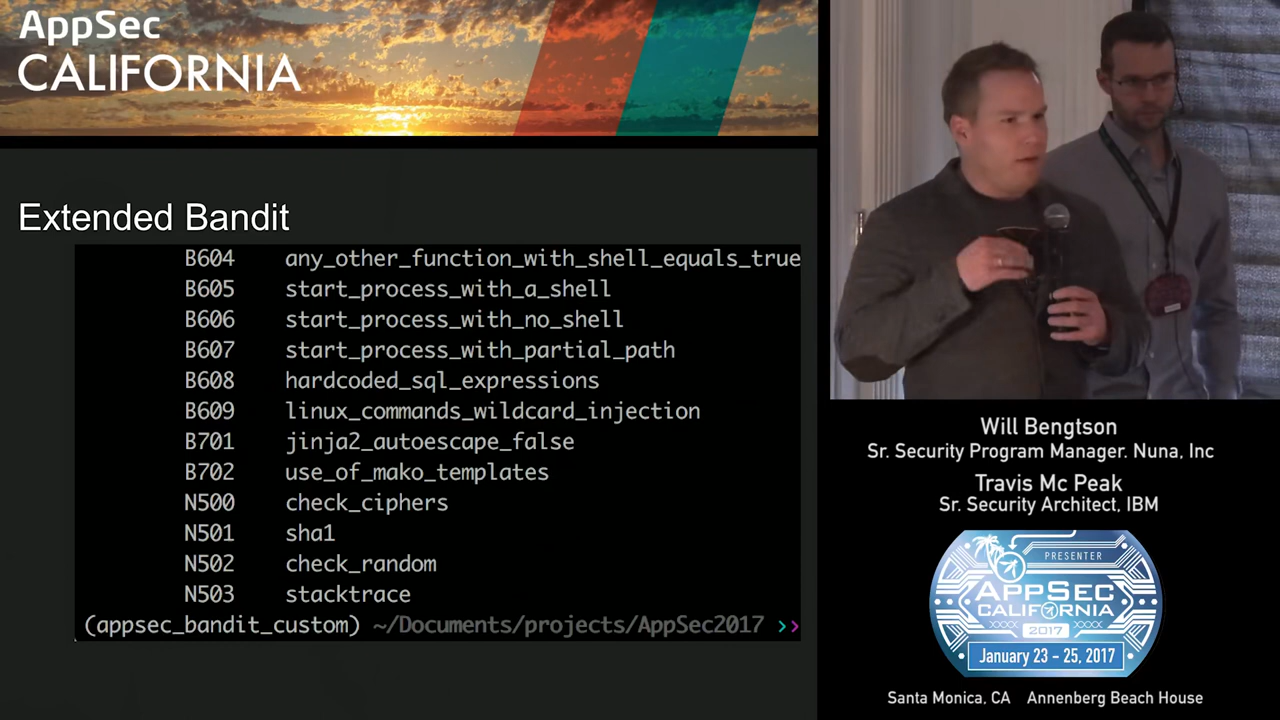 AppSec
CALIFORNIA
Extended Bandit
B604 any_other_function_with_shell_equals_true
B605 start_process_with_a_shell
B606 start_process_with_no_shell
B607 start_process_with_partial_path
B608 hardcoded_sql_expressions
B609 linux_commands_wildcard_injection
B701 jinja2_autoescape_false
B702 use_of_mako_templates
N500 check_ciphers
N501 sha1
N502 check_random
N503 stacktrace
(appsec_bandit_custom) ~/Documents/projects/AppSec2017 ❯❯
Will Bengtson
Sr. Security Program Manager. Nuna, Inc
Travis Mc Peak
Sr. Security Architect, IBM
PRESENTER
APPSEC
CALIFORNIA
XXXX 2017 XXXX
January 23 - 25, 2017
Santa Monica, CA Annenberg Beach House